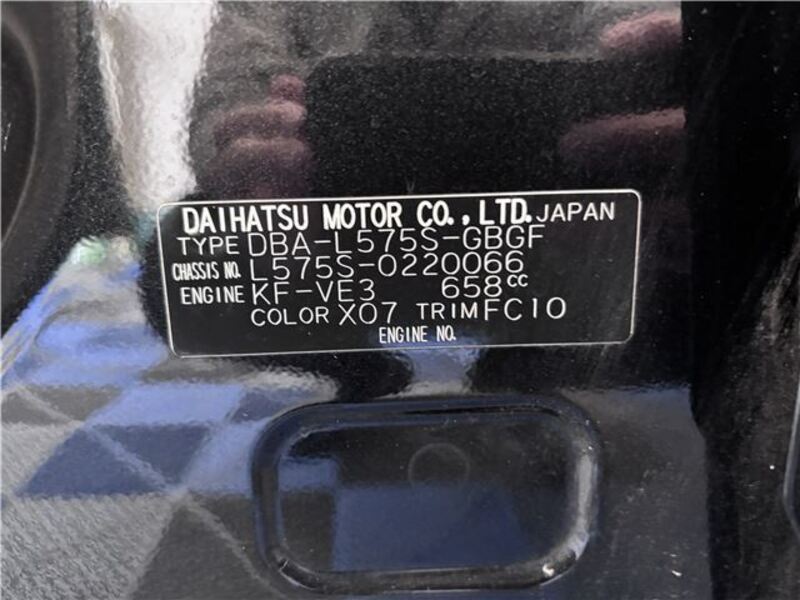 DAIHATSU MOTOR CO., LTD. JAPAN
TYPE DBA-L575S-GBGF
CHASSIS NO. L575S-0220066
ENGINE KF-VE3 658cc
COLOR X07 TRIM FC10
ENGINE NO.